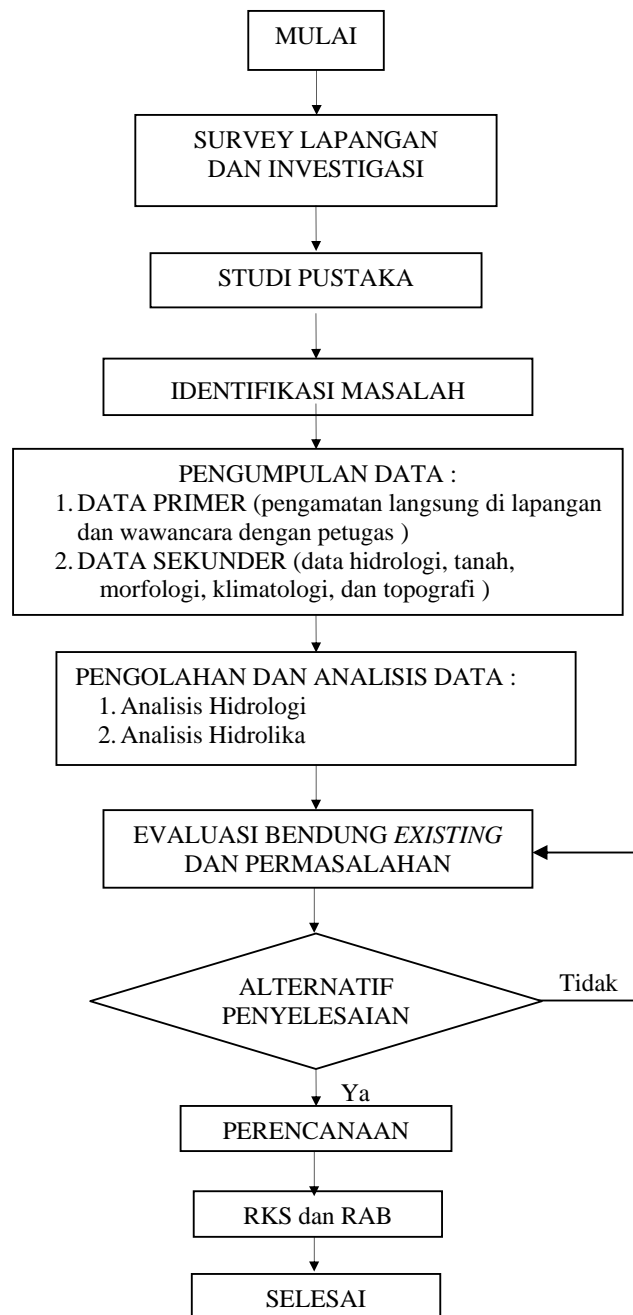 MULAI
SURVEY LAPANGAN
DAN INVESTIGASI
STUDI PUSTAKA
IDENTIFIKASI MASALAH
PENGUMPULAN DATA :
1. DATA PRIMER (pengamatan langsung di lapangan
dan wawancara dengan petugas )
2. DATA SEKUNDER (data hidrologi, tanah,
morfologi, klimatologi, dan topografi )
PENGOLAHAN DAN ANALISIS DATA :
1. Analisis Hidrologi
2. Analisis Hidrolika
EVALUASI BENDUNG EXISTING
DAN PERMASALAHAN
ALTERNATIF
PENYELESAIAN
Tidak
Ya
PERENCANAAN
RKS dan RAB
SELESAI